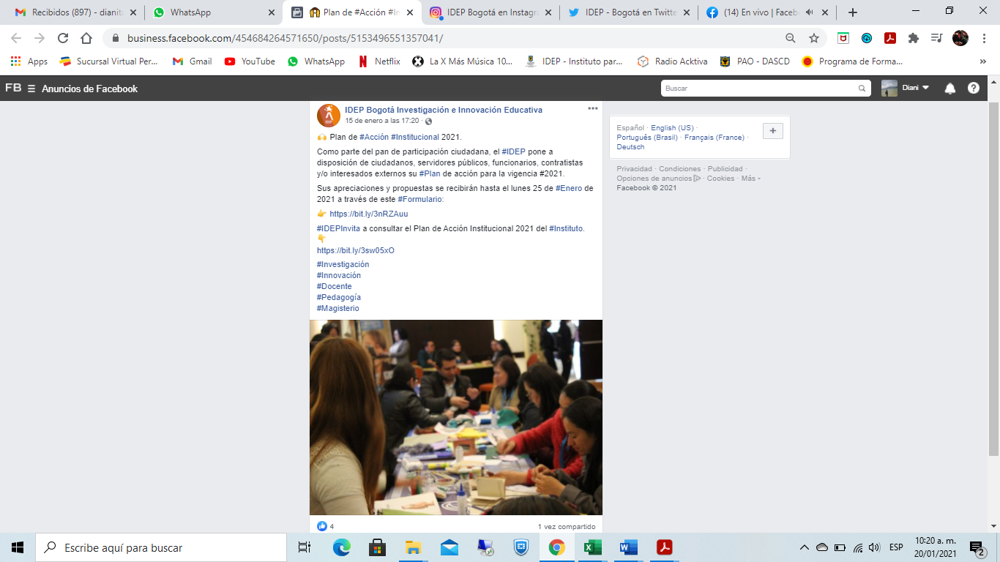 Recibidos (897) - dianit
WhatsApp
Plan de #Acción #In
IDEP Bogotá en Instagr
IDEP - Bogotá en Twitte
(14) En vivo | Faceb
business.facebook.com/454684264571650/posts/5153496551357041/
Apps
Sucursal Virtual Per...
Gmail
YouTube
WhatsApp
Netflix
La X Más Música 10...
IDEP - Instituto par...
Radio Acktiva
PAO - DASCD
Programa de Forma...
»
FB
Anuncios de Facebook
Buscar
Diani
IDEP Bogotá Investigación e Innovación Educativa
15 de enero a las 17:20 ·
🙌 Plan de #Acción #Institucional 2021.
Como parte del pan de participación ciudadana, el #IDEP pone a
disposición de ciudadanos, servidores públicos, funcionarios, contratistas
y/o interesados externos su #Plan de acción para la vigencia #2021.
Sus apreciaciones y propuestas se recibirán hasta el lunes 25 de #Enero de
2021 a través de este #Formulario:
👉 https://bit.ly/3nRZAuu
#IDEPInvita a consultar el Plan de Acción Institucional 2021 del #Instituto.
👇
https://bit.ly/3sw05xO
#Investigación
#Innovación
#Docente
#Pedagogía
#Magisterio
4
1 vez compartido
Español · English (US) ·
Português (Brasil) · Français (France) ·
Deutsch
Privacidad · Condiciones · Publicidad ·
Opciones de anuncios · Cookies · Más
Facebook © 2021
Escribe aquí para buscar
ESP
10:20 a. m.
20/01/2021
2